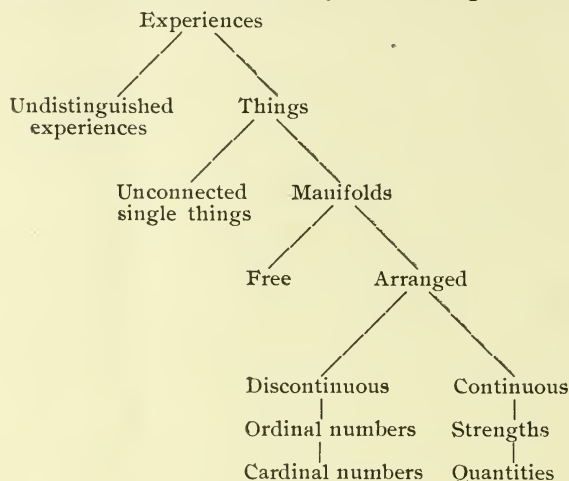 Experiences
Undistinguished Things
experiences
Unconnected Manifolds
single things
Free Arranged
Discontinuous Continuous
Ordinal numbers Strengths
Cardinal numbers Quantities